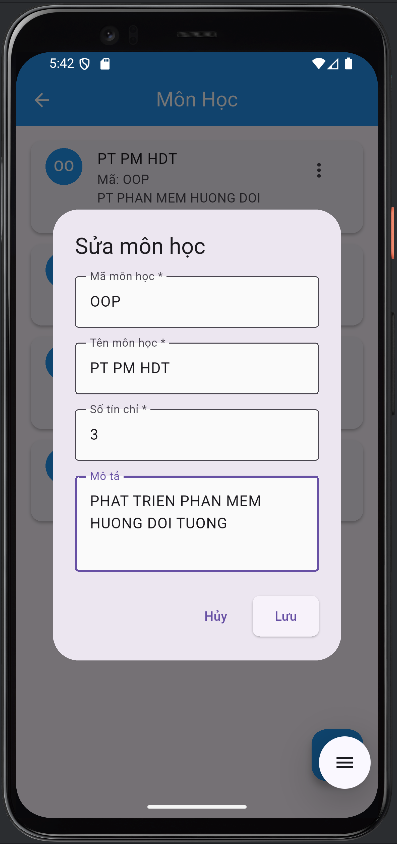 5:42
Môn Học
OO
PT PM HDT
Mã: OOP
PT PHAN MEM HUONG DOI
Sửa môn học
Mã môn học *
OOP
Tên môn học *
PT PM HDT
Số tín chỉ *
3
Mô tả
PHAT TRIEN PHAN MEM
HUONG DOI TUONG
Hủy
Lưu